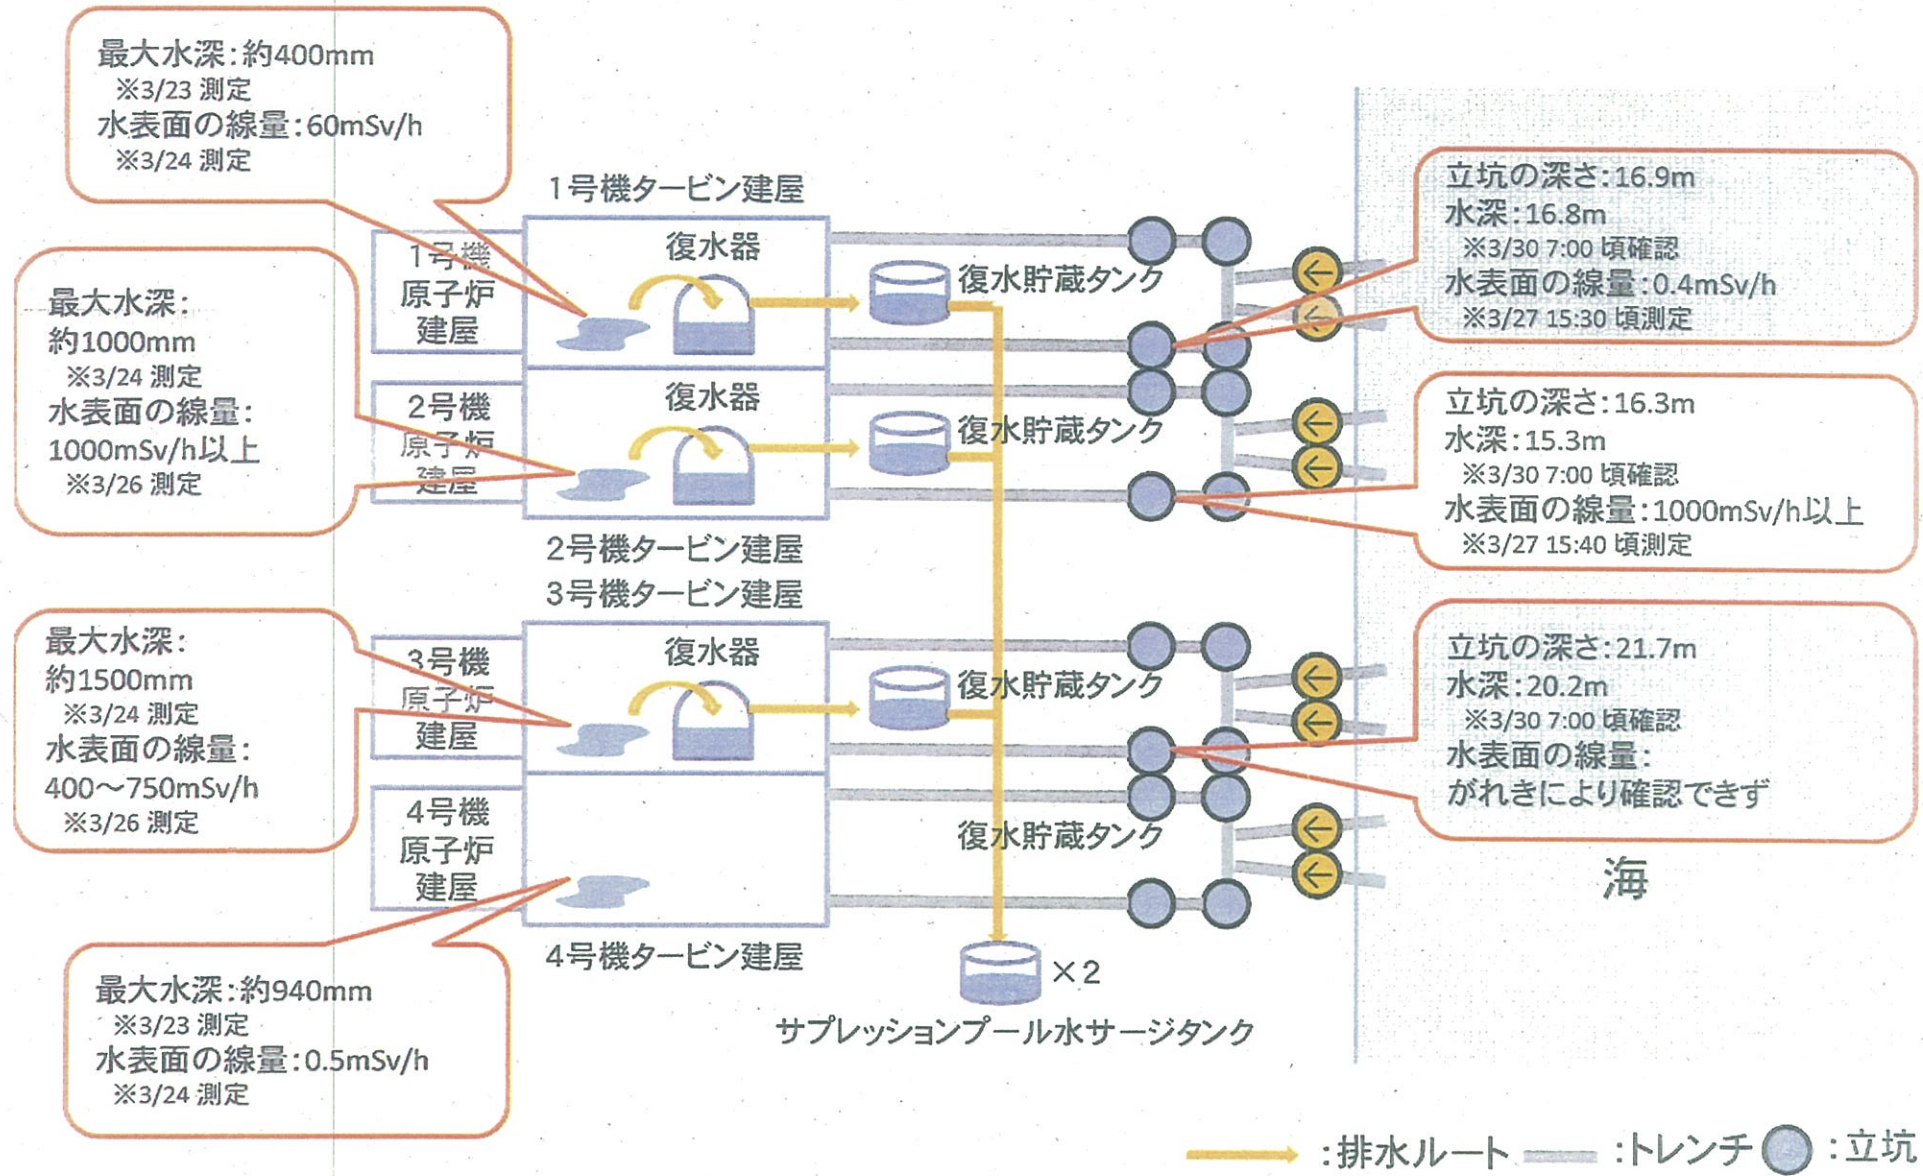 最大水深:約400mm
※3/23 測定
水表面の線量:60mSv/h
※3/24 測定
最大水深:
約1000mm
※3/24 測定
水表面の線量:
1000mSv/h以上
※3/26 測定
最大水深:
約1500mm
※3/24 測定
水表面の線量:
400～750mSv/h
※3/26 測定
最大水深:約940mm
※3/23 測定
水表面の線量:0.5mSv/h
※3/24 測定
1号機タービン建屋
1号機
原子炉
建屋
復水器
復水貯蔵タンク
2号機
原子炉
建屋
復水器
復水貯蔵タンク
2号機タービン建屋
3号機タービン建屋
3号機
原子炉
建屋
復水器
復水貯蔵タンク
4号機
原子炉
建屋
復水貯蔵タンク
4号機タービン建屋
×2
サプレッションプール水サージタンク
立坑の深さ:16.9m
水深:16.8m
※3/30 7:00 頃確認
水表面の線量:0.4mSv/h
※3/27 15:30 頃測定
立坑の深さ:16.3m
水深:15.3m
※3/30 7:00 頃確認
水表面の線量:1000mSv/h以上
※3/27 15:40 頃測定
立坑の深さ:21.7m
水深:20.2m
※3/30 7:00 頃確認
水表面の線量:
がれきにより確認できず
海
:排水ルート :トレンチ :立坑